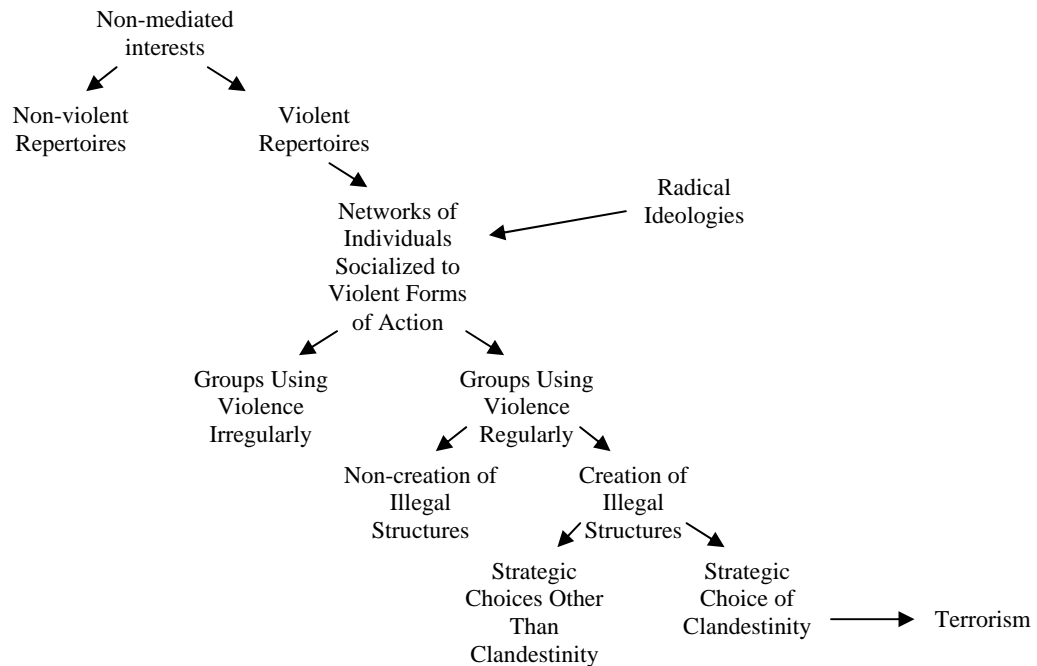 Non-mediated
interests
Non-violent
Repertoires
Violent
Repertoires
Radical
Ideologies
Networks of
Individuals
Socialized to
Violent Forms
of Action
Groups Using
Violence
Irregularly
Groups Using
Violence
Regularly
Non-creation of
Illegal
Structures
Creation of
Illegal
Structures
Strategic
Choices Other
Than
Clandestinity
Strategic
Choice of
Clandestinity
Terrorism